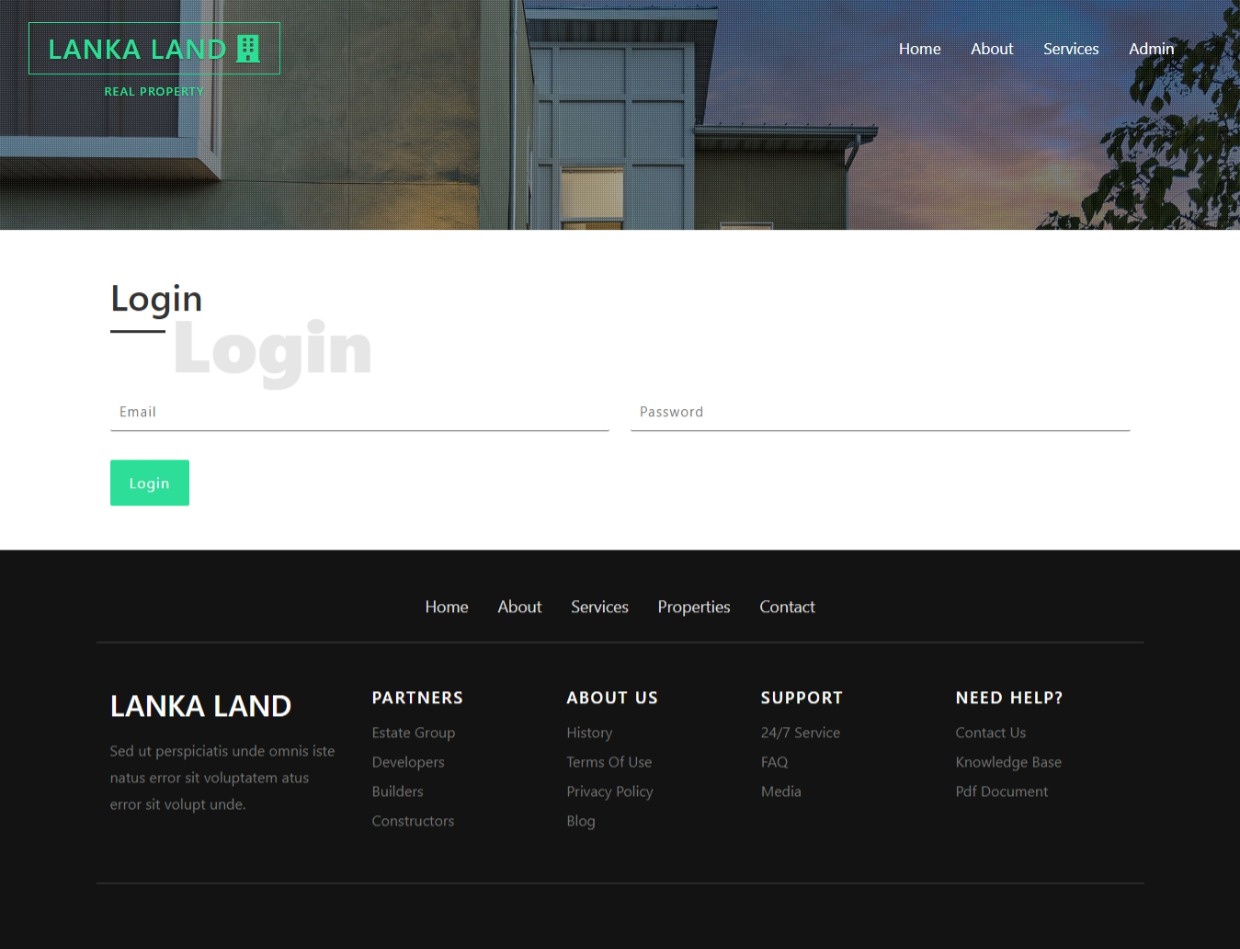 LANKA LAND
REAL PROPERTY
Home About Services Admin
Login
Login
Email Password
Login
Home About Services Properties Contact
LANKA LAND
Sed ut perspiciatis unde omnis iste
natus error sit voluptatem atus
error sit volupt unde.
PARTNERS
Estate Group
Developers
Builders
Constructors
ABOUT US
History
Terms Of Use
Privacy Policy
Blog
SUPPORT
24/7 Service
FAQ
Media
NEED HELP?
Contact Us
Knowledge Base
Pdf Document